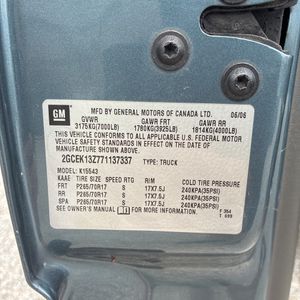 GM
MFD BY GENERAL MOTORS OF CANADA LTD. 06/06
GVWR GAWR FRT GAWR RR
3175KG(7000LB) 1780KG(3925LB) 1814KG(4000LB)
THIS VEHICLE CONFORMS TO ALL APPLICABLE U.S. FEDERAL MOTOR
VEHICLE SAFETY STANDARDS IN EFFECT ON THE
DATE OF MANUFACTURE SHOWN ABOVE.
2GCEK13Z771137337 TYPE: TRUCK
MODEL: K15543
KAAE TIRE SIZE SPEED RTG RIM COLD TIRE PRESSURE
FRT P265/70R17 S 17X7.5J 240KPA(35PSI)
RR P265/70R17 S 17X7.5J 240KPA(35PSI)
SPA P265/70R17 S 17X7.5J 240KPA(35PSI)
SEE OWNER'S MANUAL FOR MORE INFORMATION.